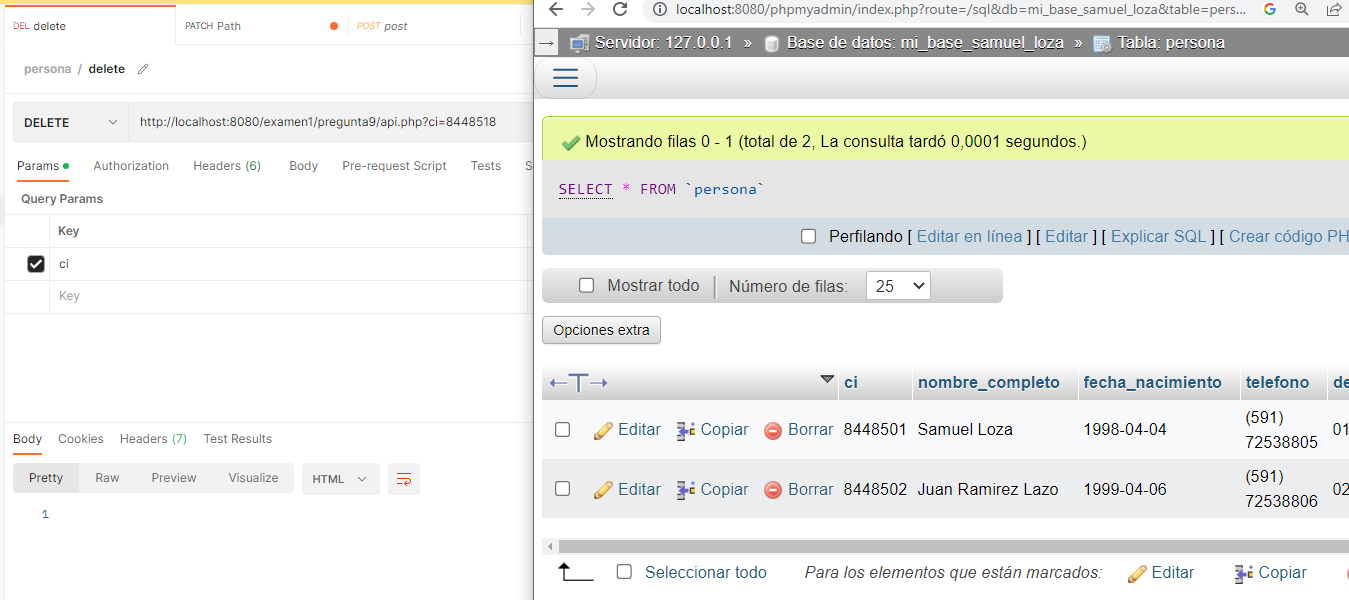 DEL delete
PATCH Path
POST post
persona / delete
DELETE
http://localhost:8080/examen1/pregunta9/api.php?ci=8448518
Params
Authorization
Headers (6)
Body
Pre-request Script
Tests
S
Query Params
Key
ci
Key
Body
Cookies
Headers (7)
Test Results
Pretty
Raw
Preview
Visualize
HTML
1
localhost:8080/phpmyadmin/index.php?route=/sql&db=mi_base_samuel_loza&table=pers...
Servidor: 127.0.0.1 » Base de datos: mi_base_samuel_loza » Tabla: persona
Mostrando filas 0 - 1 (total de 2, La consulta tardó 0,0001 segundos.)
SELECT * FROM `persona`
Perfilando [ Editar en línea ] [ Editar ] [ Explicar SQL ] [ Crear código PH
Mostrar todo
Número de filas:
25
Opciones extra
←T→
ci
nombre_completo
fecha_nacimiento
telefono
de
Editar
Copiar
Borrar
8448501
Samuel Loza
1998-04-04
(591)
72538805
01
Editar
Copiar
Borrar
8448502
Juan Ramirez Lazo
1999-04-06
(591)
72538806
02
Seleccionar todo
Para los elementos que están marcados:
Editar
Copiar